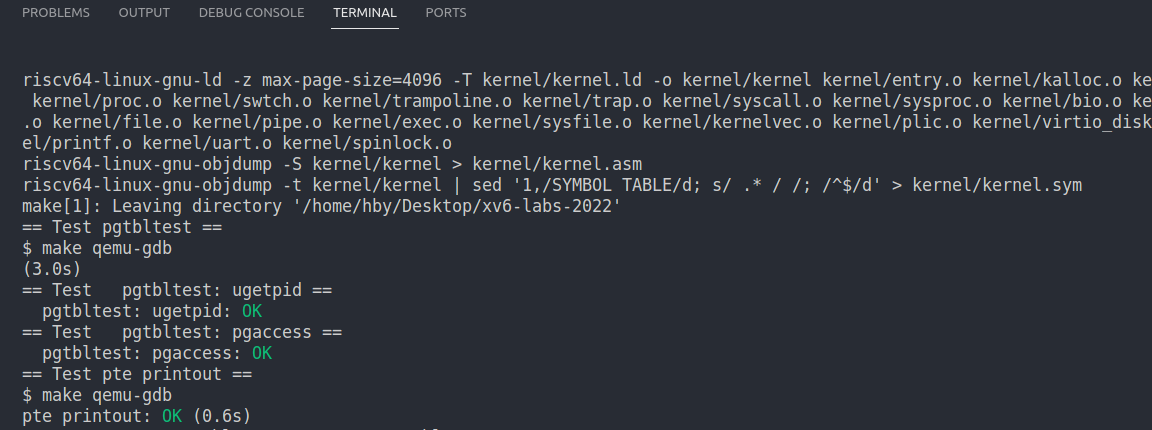 PROBLEMS OUTPUT DEBUG CONSOLE TERMINAL PORTS
riscv64-linux-gnu-ld -z max-page-size=4096 -T kernel/kernel.ld -o kernel/kernel kernel/entry.o kernel/kalloc.o ke
kernel/proc.o kernel/swtch.o kernel/trampoline.o kernel/trap.o kernel/syscall.o kernel/sysproc.o kernel/bio.o ke
.o kernel/file.o kernel/pipe.o kernel/exec.o kernel/sysfile.o kernel/kernelvec.o kernel/plic.o kernel/virtio_disk
el/printf.o kernel/uart.o kernel/spinlock.o
riscv64-linux-gnu-objdump -S kernel/kernel > kernel/kernel.asm
riscv64-linux-gnu-objdump -t kernel/kernel | sed '1,/SYMBOL TABLE/d; s/ .* / /; /^$/d' > kernel/kernel.sym
make[1]: Leaving directory '/home/hby/Desktop/xv6-labs-2022'
== Test pgtbltest ==
$ make qemu-gdb
(3.0s)
== Test   pgtbltest: ugetpid ==
  pgtbltest: ugetpid: OK
== Test   pgtbltest: pgaccess ==
  pgtbltest: pgaccess: OK
== Test pte printout ==
$ make qemu-gdb
pte printout: OK (0.6s)